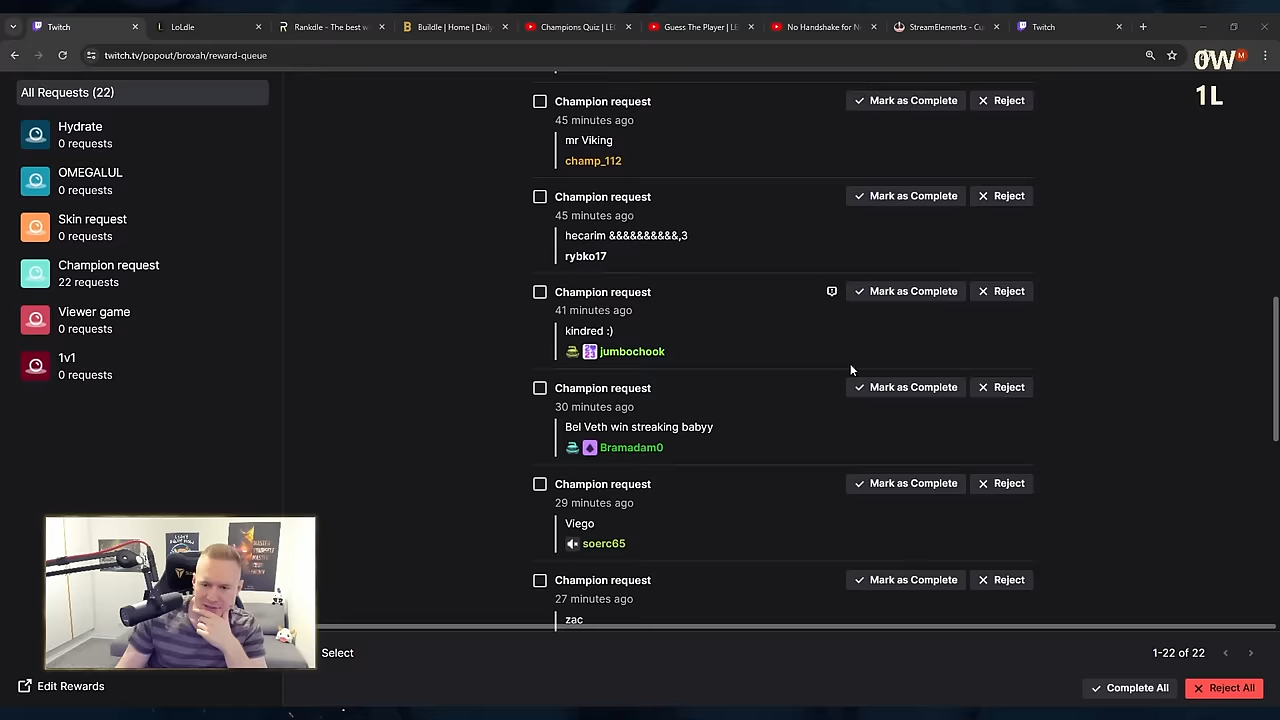 Twitch
LoLdle
Rankdle - The best w
Buildle | Home | Daily
Champions Quiz | LEC
Guess The Player | LE
No Handshake for N
StreamElements - Cu
Twitch
twitch.tv/popout/broxah/reward-queue
0W
1L
All Requests (22)
Hydrate
0 requests
OMEGALUL
0 requests
Skin request
0 requests
Champion request
22 requests
Viewer game
0 requests
1v1
0 requests
Champion request
Mark as Complete
Reject
45 minutes ago
mr Viking
champ_112
Champion request
Mark as Complete
Reject
45 minutes ago
hecarim &&&&&&&&&&,3
rybko17
Champion request
Mark as Complete
Reject
41 minutes ago
kindred :)
jumbochook
Champion request
Mark as Complete
Reject
30 minutes ago
Bel Veth win streaking babyy
Bramadam0
Champion request
Mark as Complete
Reject
29 minutes ago
Viego
soerc65
Champion request
Mark as Complete
Reject
27 minutes ago
zac
Select
1-22 of 22
Edit Rewards
Complete All
Reject All